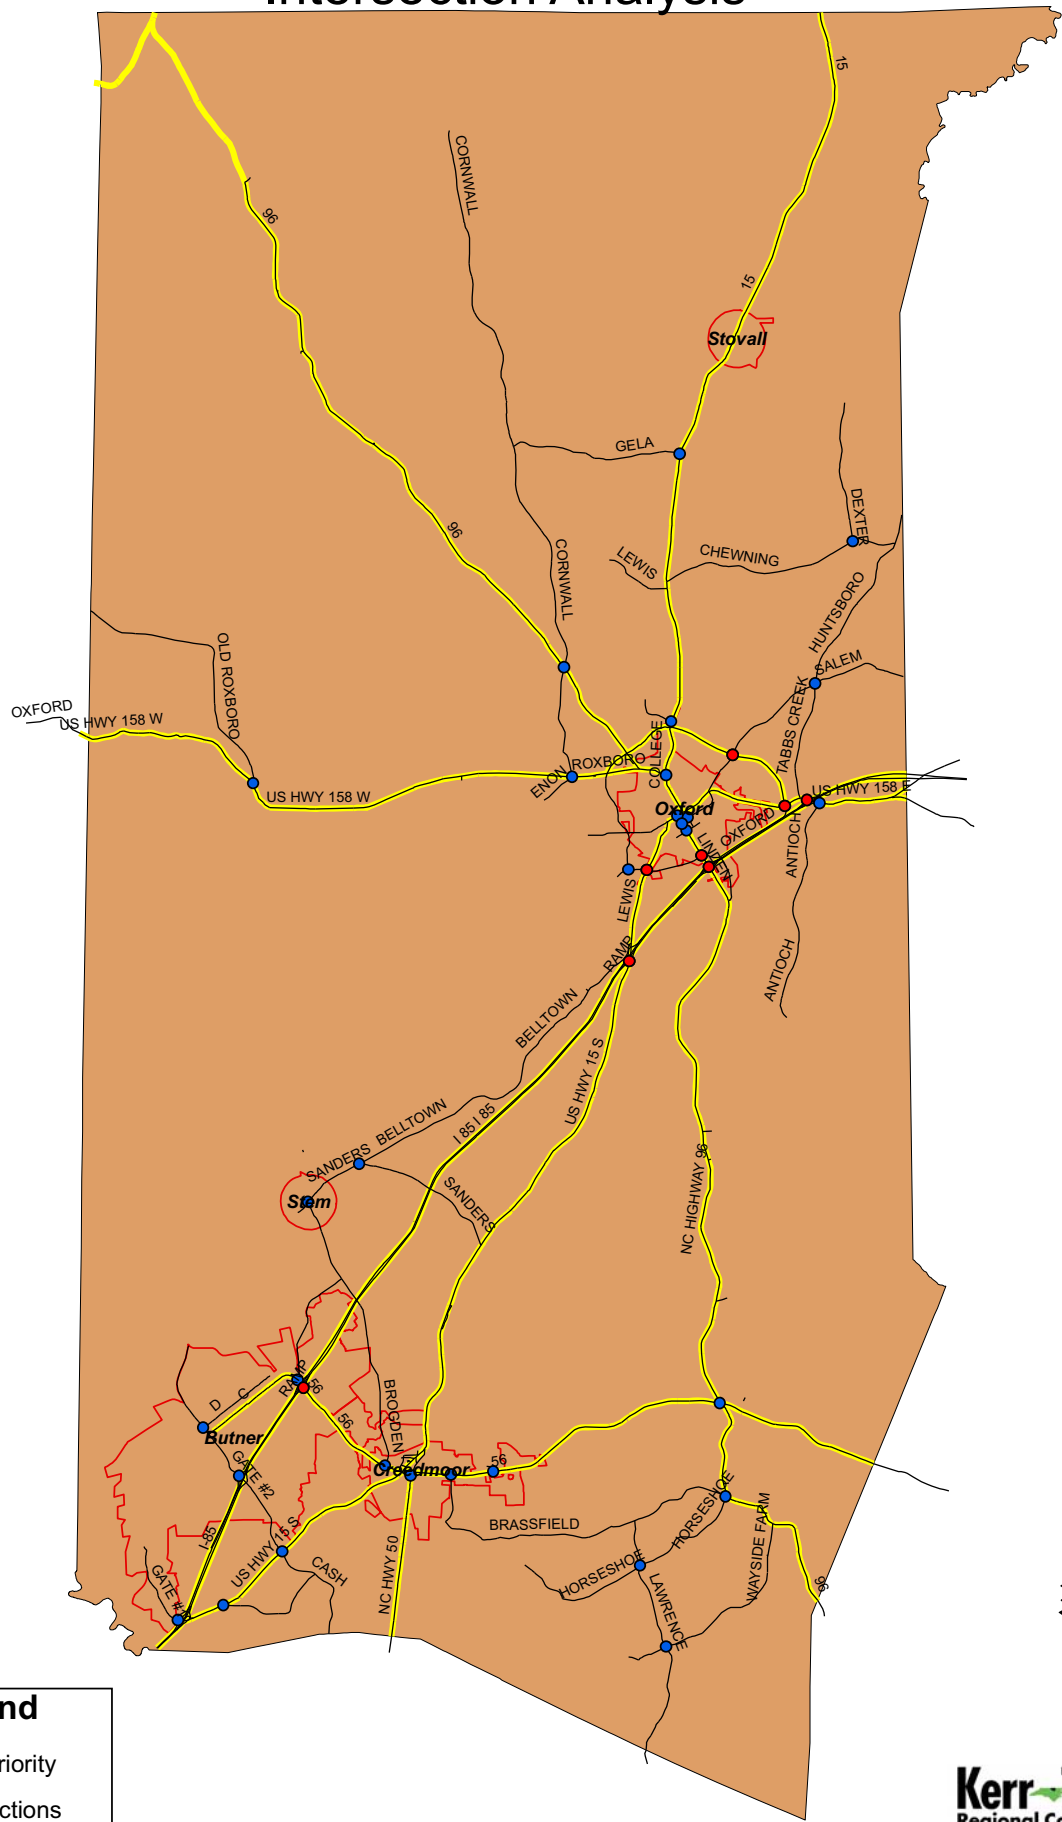 Intersection Analysis
15
96
CORNWALL
15
Stovall
GELA
DEXTER
96
CORNWALL
LEWIS
CHEWNING
HUNTSBORO
SALEM
OLD ROXBORO
OXFORD
US HWY 158 W
TABBS CREEK
COLLEGE
ROXBORO
ENON
US HWY 158 W
US HWY 158 E
Oxford
OXFORD
LINDEN
ANTIOCH
LEWIS
RAMP
ANTIOCH
BELLTOWN
US HWY 15 S
BELLTOWN
I 85 I 85
SANDERS
NC HIGHWAY 96
SANDERS
Stem
RAMP
56
D
C
BROGDEN
56
Butner
GATE #2
Creedmoor
56
HORSESHOE
WAYSIDE FARM
BRASSFIELD
I-85
US HWY 15 S
CASH
NC HWY 50
HORSESHOE
LAWRENCE
96
nd
riority
ctions
Kerr